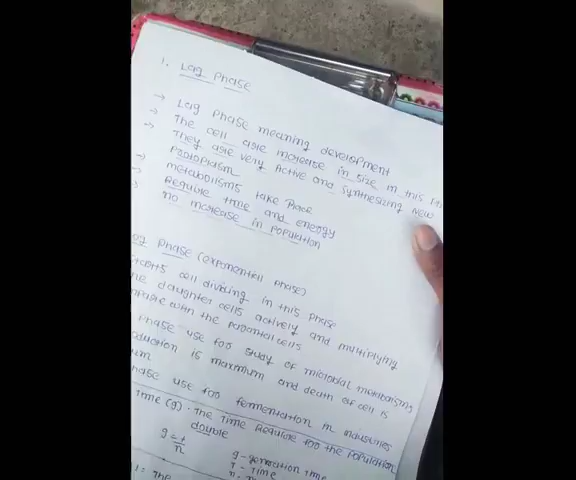 1. Lag Phase
→ Lag Phase meaning development
→ The cell are increase in size in this
→ They are very Active and Synthesizing New
Protoplasm
→ metabolisms take Place
→ Require time and energy
→ no increase in population
Log Phase (exponential phase)
cell dividing in this phase
daughter cells actively and multiplying
with the parental cells
Phase use for study of microbial
is maximum and death of cell is
Phase use for fermentation in industries
Time (g). The Time Require for the Population
double
g = t/n
g - generation Time
T - Time